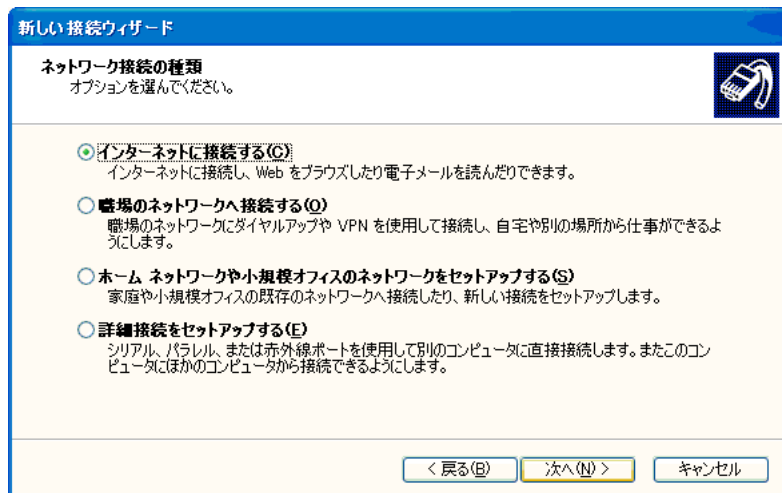 新しい接続ウィザード
ネットワーク接続の種類
オプションを選んでください。
インターネットに接続する(C)
インターネットに接続し、Web をブラウズしたり電子メールを読んだりできます。
職場のネットワークへ接続する(O)
職場のネットワークにダイヤルアップや VPN を使用して接続し、自宅や別の場所から仕事ができるよ
うにします。
ホーム ネットワークや小規模オフィスのネットワークをセットアップする(S)
家庭や小規模オフィスの既存のネットワークへ接続したり、新しい接続をセットアップします。
詳細接続をセットアップする(E)
シリアル、パラレル、または赤外線ポートを使用して別のコンピュータに直接接続します。またこのコン
ピュータにほかのコンピュータから接続できるようにします。
< 戻る(B) 次へ(N) > キャンセル